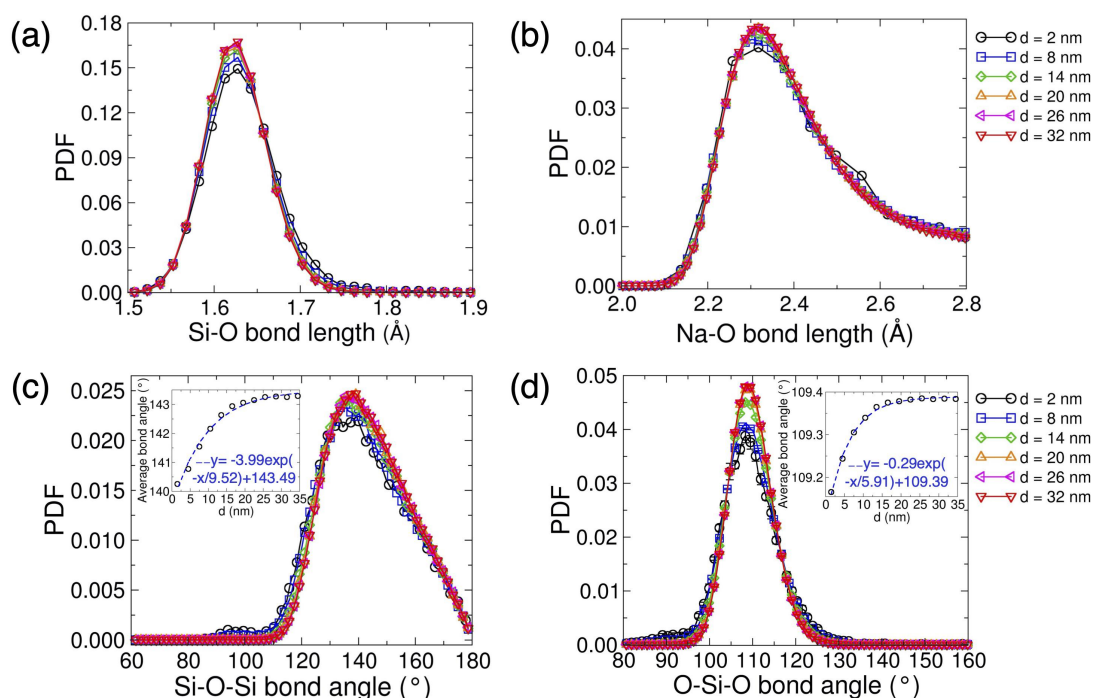 (a)
PDF
0.18
0.15
0.12
0.09
0.06
0.03
0.00
1.5
1.6
1.7
1.8
1.9
Si-O bond length (Å)
(b)
PDF
0.04
0.03
0.02
0.01
0.00
2.0
2.2
2.4
2.6
2.8
Na-O bond length (Å)
d = 2 nm
d = 8 nm
d = 14 nm
d = 20 nm
d = 26 nm
d = 32 nm
(c)
PDF
0.025
0.020
0.015
0.010
0.005
0.000
60
80
100
120
140
160
180
Si-O-Si bond angle (°)
Average bond angle (°)
143
142
141
140
5 10 15 20 25 30 35
d (nm)
--y= -3.99exp(
-x/9.52)+143.49
(d)
PDF
0.05
0.04
0.03
0.02
0.01
0.00
80
90
100
110
120
130
140
150
160
O-Si-O bond angle (°)
Average bond angle (°)
109.4
109.3
109.2
0 5 10 15 20 25 30 35
d (nm)
--y= -0.29exp(
-x/5.91)+109.39
d = 2 nm
d = 8 nm
d = 14 nm
d = 20 nm
d = 26 nm
d = 32 nm